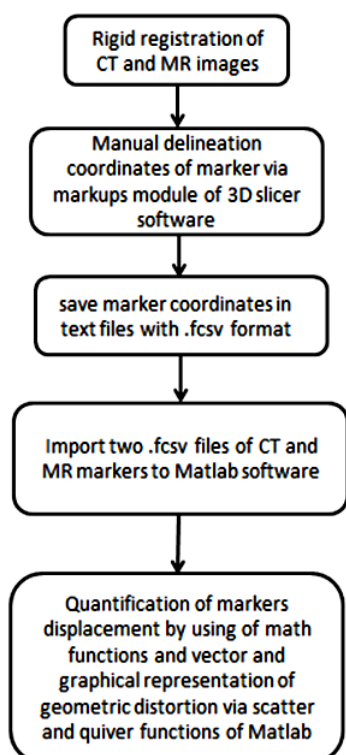 Rigid registration of
CT and MR images
Manual delineation
coordinates of marker via
markups module of 3D slicer
software
save marker coordinates in
text files with .fcsv format
Import two .fcsv files of CT and
MR markers to Matlab software
Quantification of markers
displacement by using of math
functions and vector and
graphical representation of
geometric distortion via scatter
and quiver functions of Matlab